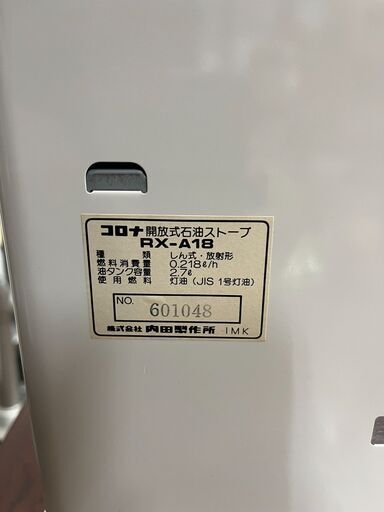 コロナ 開放式石油ストーブ
RX-A18
種類 しん式・放射形
燃料消費量 0.218ℓ/h
油タンク容量 2.7ℓ
使用燃料 灯油（JIS 1号灯油）
NO. 601048
株式会社 内田製作所 IMK